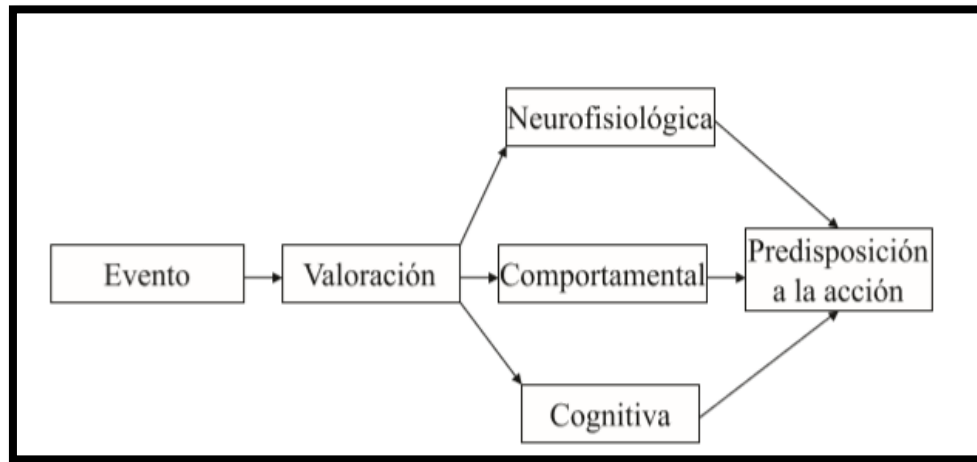 Neurofisiológica
Evento
Valoración
Comportamental
Predisposición
a la acción
Cognitiva